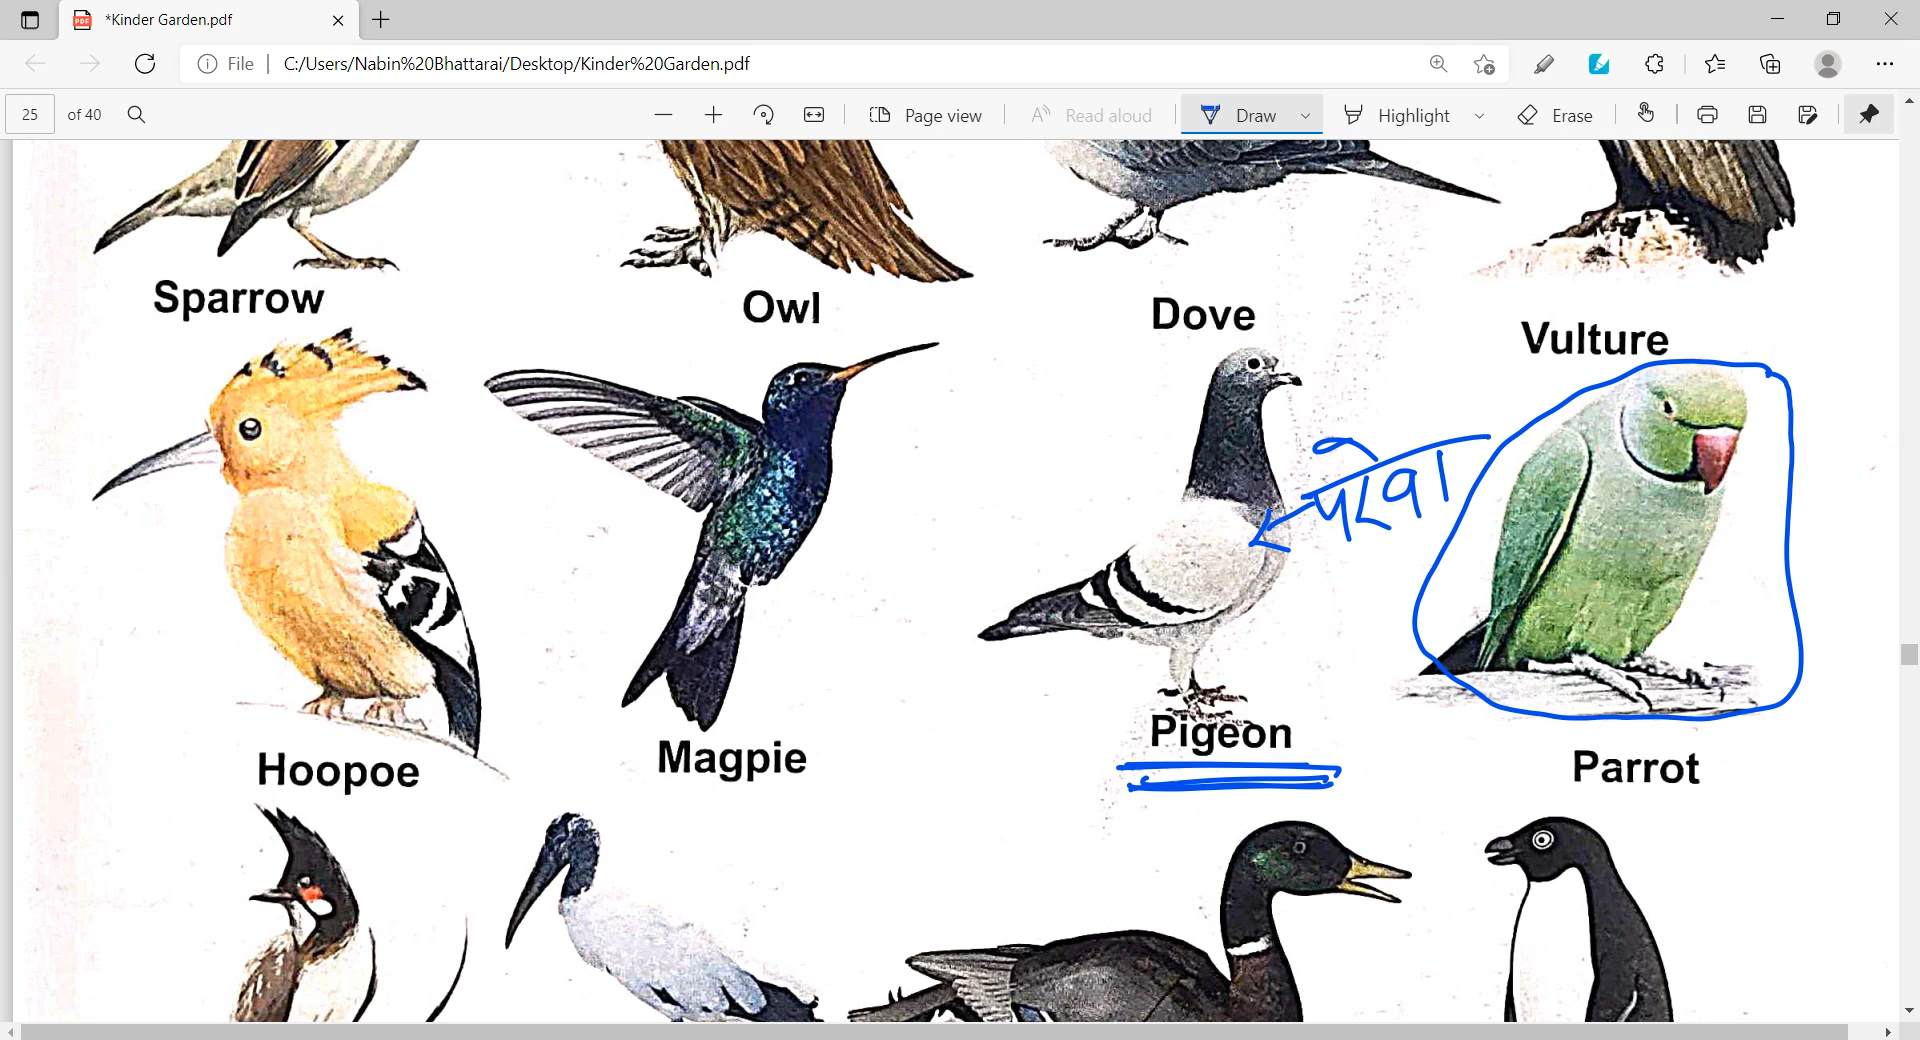 *Kinder Garden.pdf
File | C:/Users/Nabin%20Bhattarai/Desktop/Kinder%20Garden.pdf
25 of 40 Page view Read aloud Draw Highlight Erase
Sparrow Owl Dove Vulture
परेवा
Hoopoe Magpie Pigeon Parrot